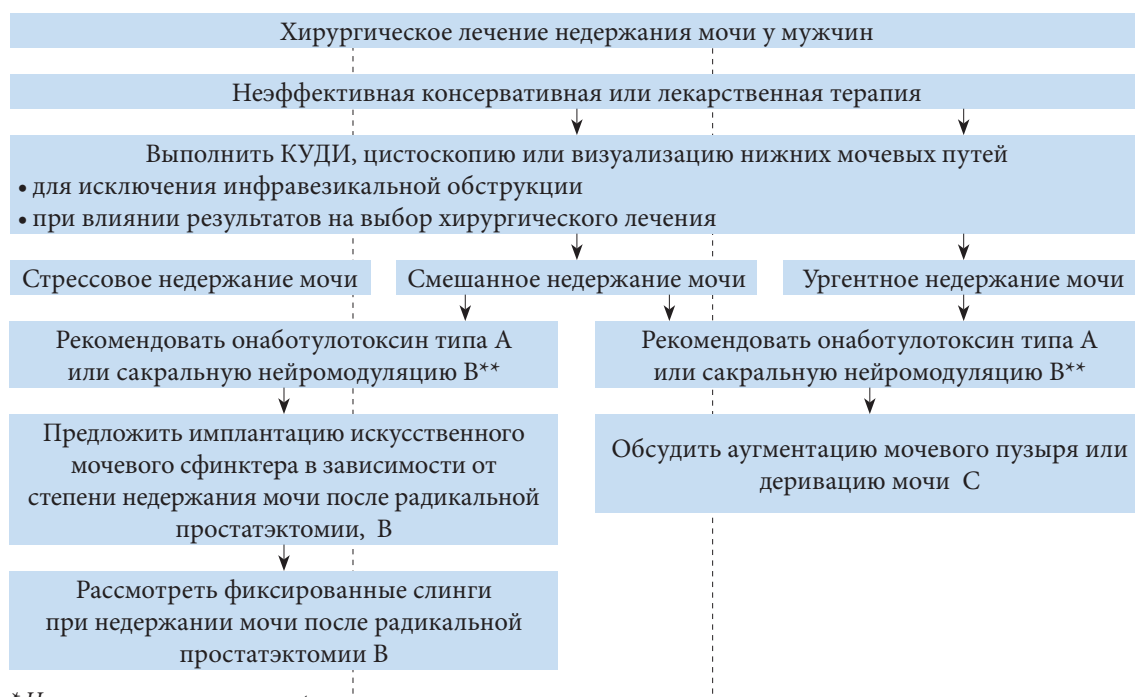 Хирургическое лечение недержания мочи у мужчин
Неэффективная консервативная или лекарственная терапия
Выполнить КУДИ, цистоскопию или визуализацию нижних мочевых путей
• для исключения инфравезикальной обструкции
• при влиянии результатов на выбор хирургического лечения
Стрессовое недержание мочи
Смешанное недержание мочи
Ургентное недержание мочи
Рекомендовать онаботулотоксин типа А
или сакральную нейромодуляцию В**
Рекомендовать онаботулотоксин типа А
или сакральную нейромодуляцию В**
Предложить имплантацию искусственного
мочевого сфинктера в зависимости от
степени недержания мочи после радикальной
простатэктомии, В
Обсудить аугментацию мочевого пузыря или
деривацию мочи С
Рассмотреть фиксированные слинги
при недержании мочи после радикальной
простатэктомии В